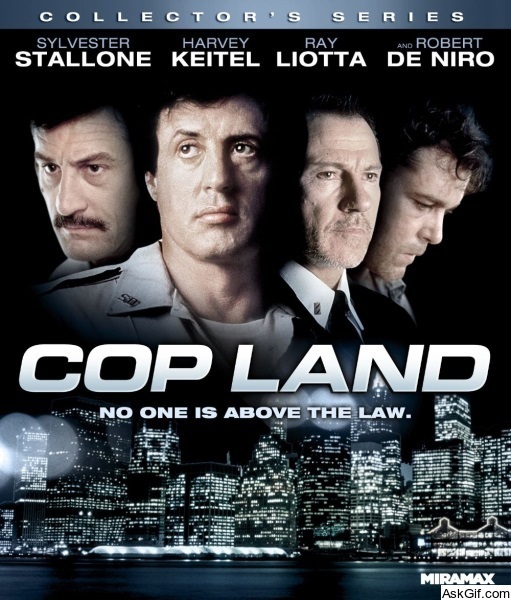 COLLECTOR'S SERIES
SYLVESTER STALLONE
HARVEY KEITEL
RAY LIOTTA
AND ROBERT DE NIRO
COP LAND
NO ONE IS ABOVE THE LAW.
MIRAMAX
AskGif.com